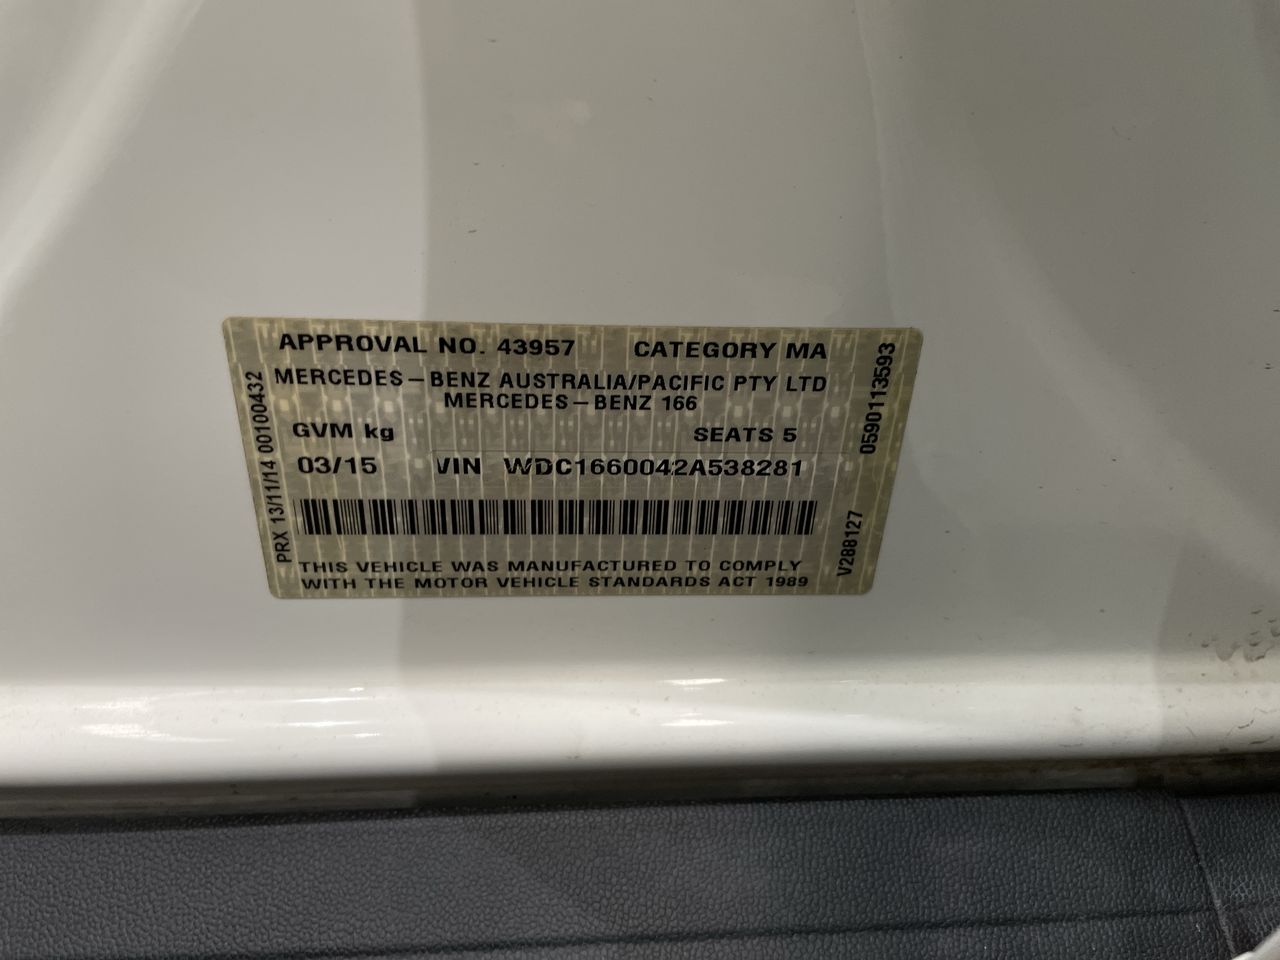 APPROVAL NO. 43957 CATEGORY MA
MERCEDES-BENZ AUSTRALIA/PACIFIC PTY LTD
MERCEDES-BENZ 166
GVM kg SEATS 5
03/15 VIN WDC1660042A538281
THIS VEHICLE WAS MANUFACTURED TO COMPLY
WITH THE MOTOR VEHICLE STANDARDS ACT 1989
PRX 13/11/14 00100432
V288127 0590113593